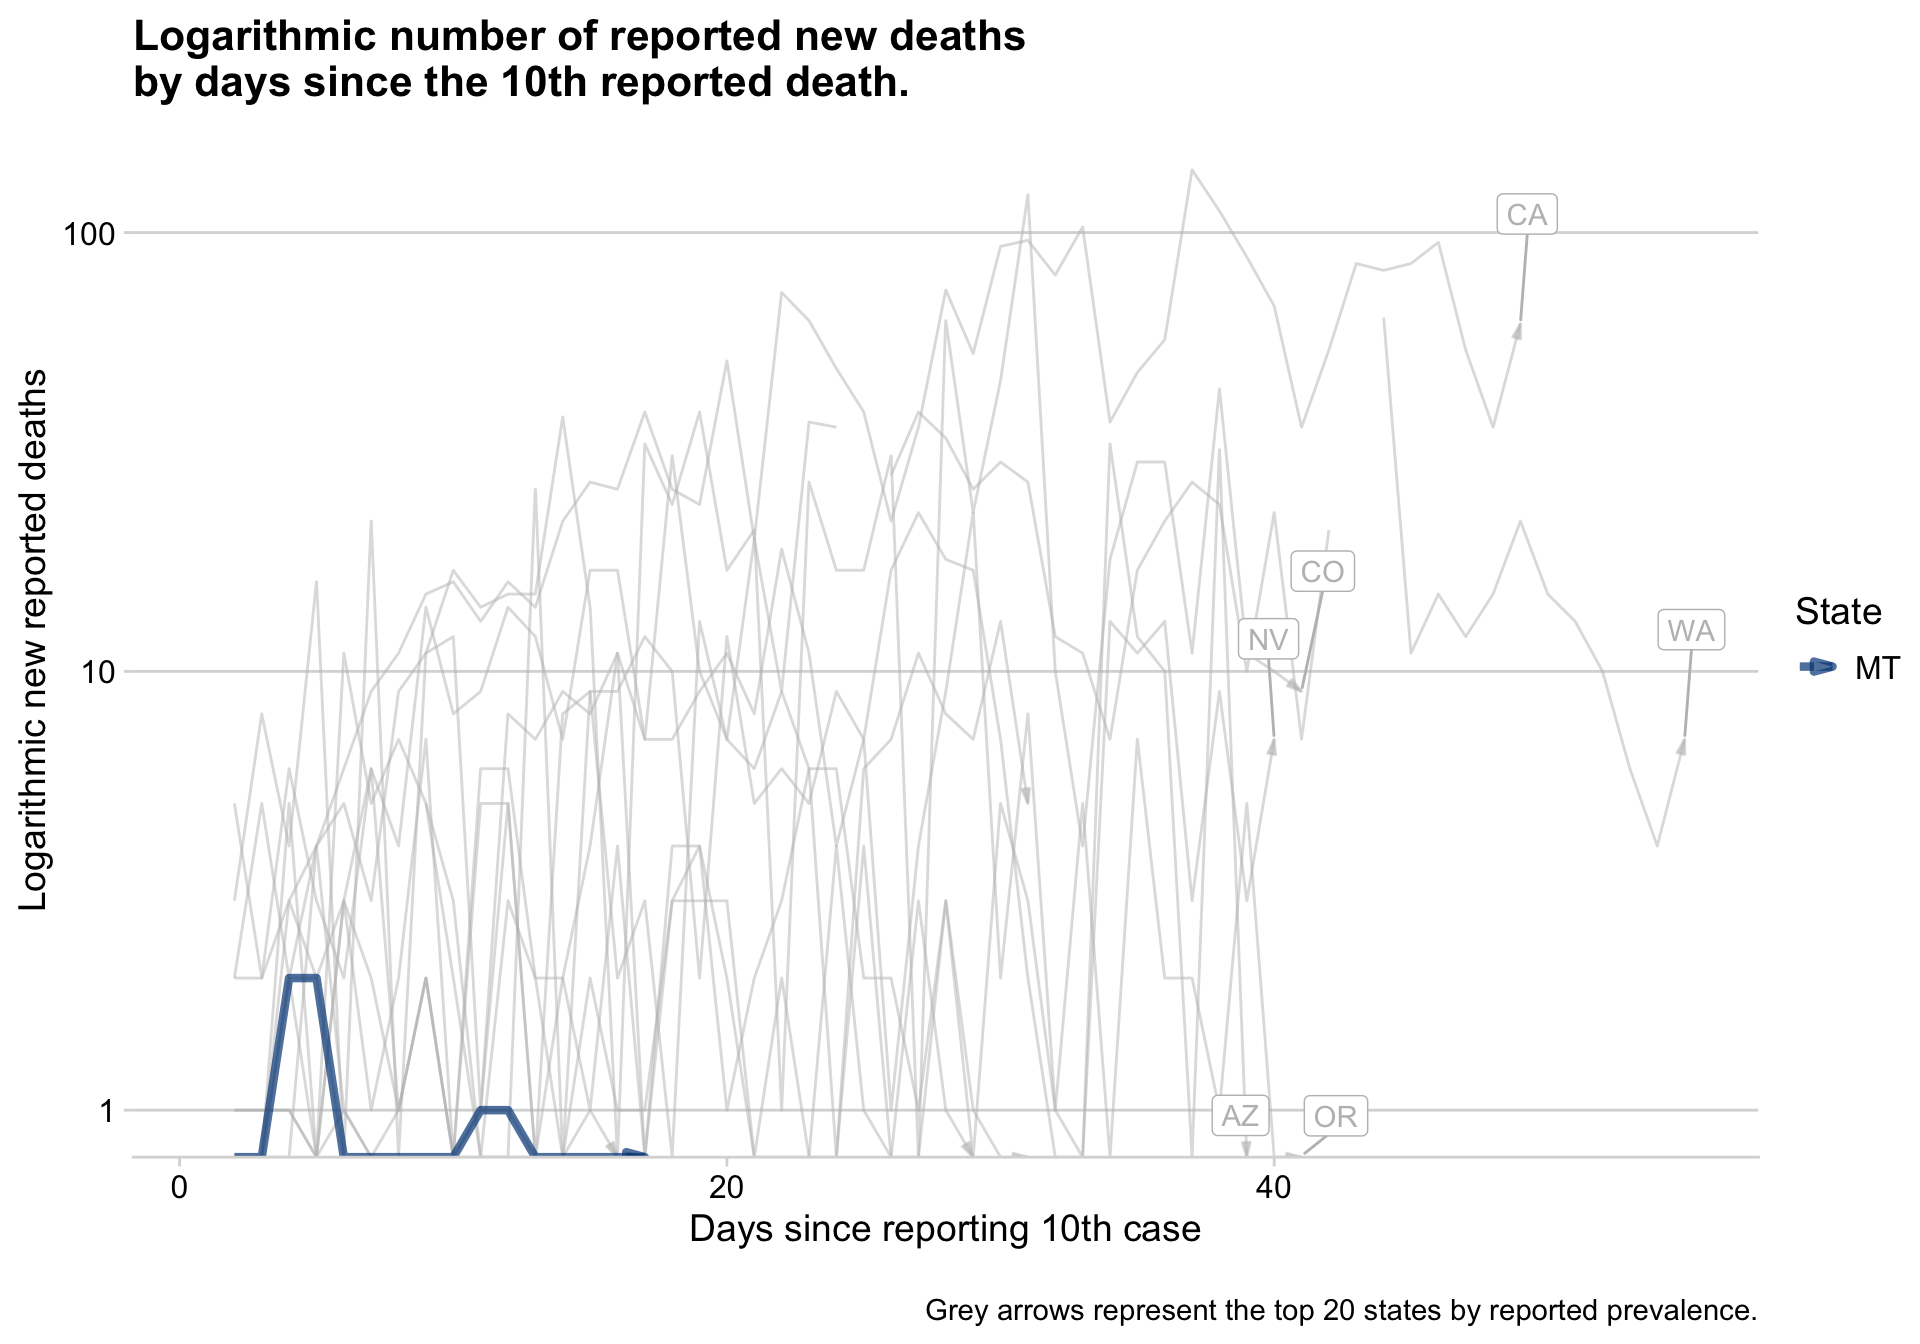 Logarithmic number of reported new deaths
by days since the 10th reported death.
Logarithmic new reported deaths
100
10
1
CA
CO
NV
WA
AZ
OR
State
MT
0
20
40
Days since reporting 10th case
Grey arrows represent the top 20 states by reported prevalence.